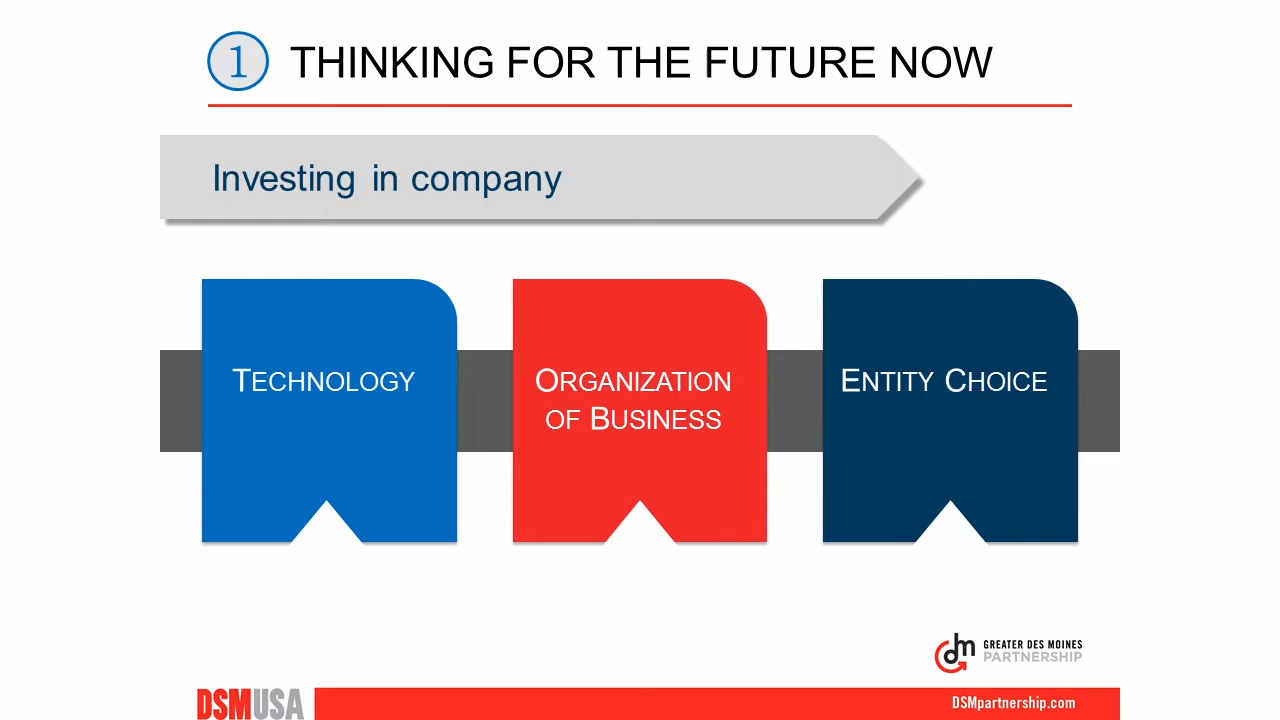 1 THINKING FOR THE FUTURE NOW
Investing in company
TECHNOLOGY
ORGANIZATION
OF BUSINESS
ENTITY CHOICE
dm
GREATER DES MOINES
PARTNERSHIP
DSMUSA
DSMpartnership.com